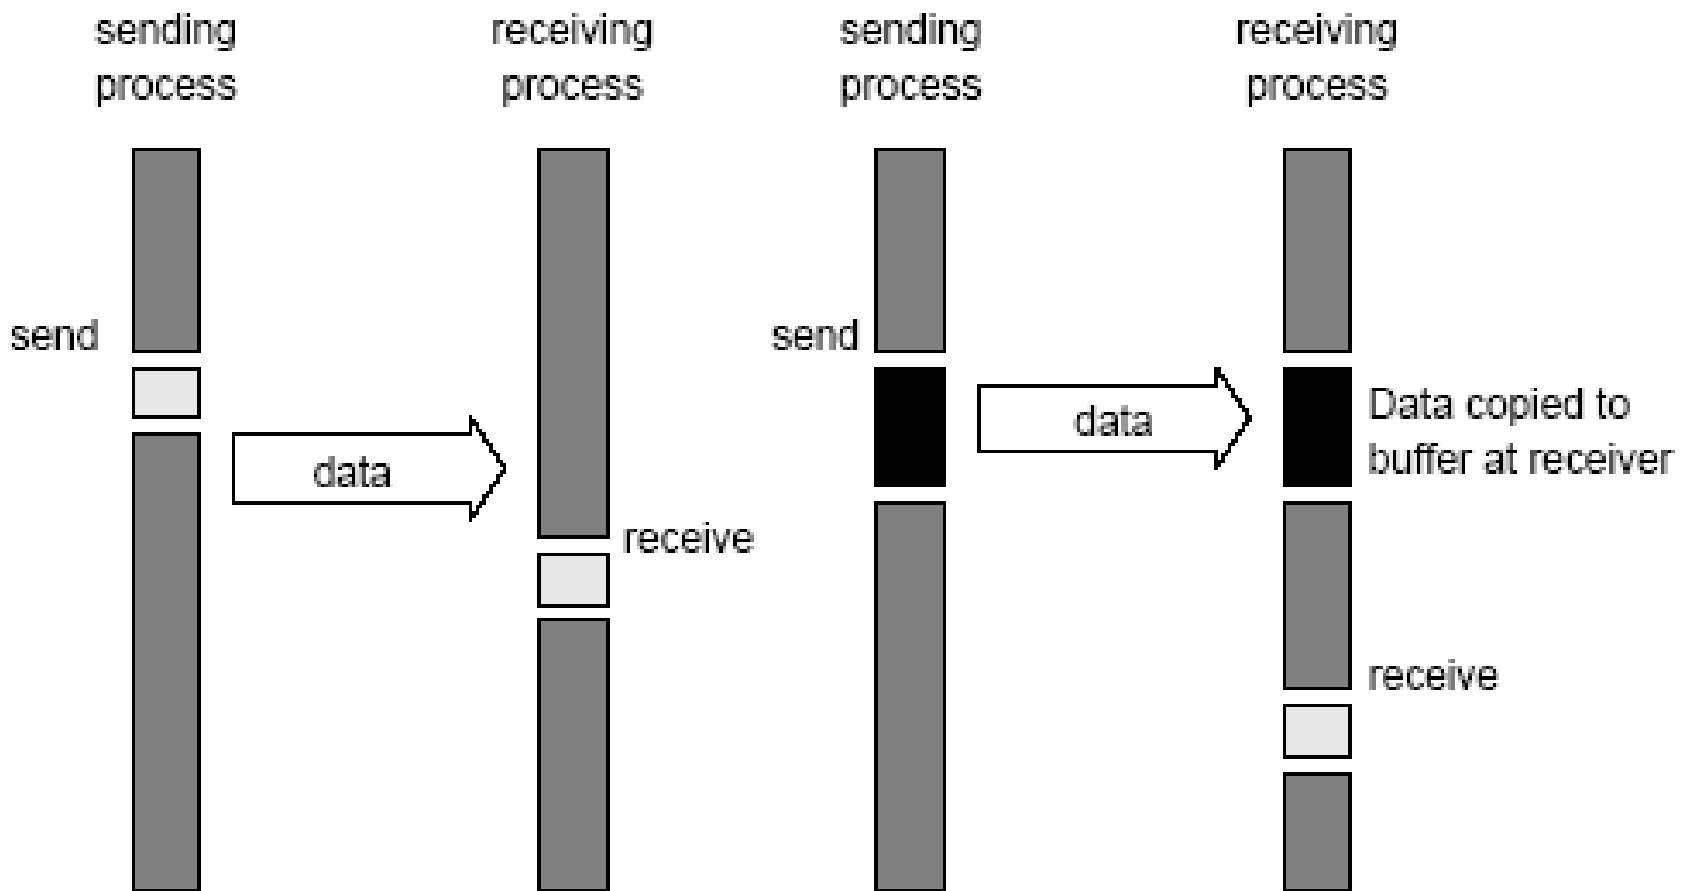 sending
process
receiving
process
sending
process
receiving
process
send
data
receive
send
data
Data copied to
buffer at receiver
receive